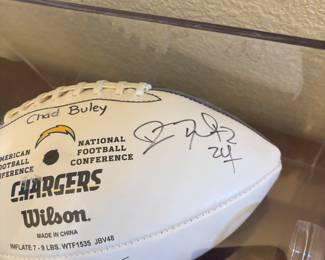 Chad Buley
AMERICAN FOOTBALL CONFERENCE
NATIONAL FOOTBALL CONFERENCE
CHARGERS
Wilson
MADE IN CHINA
INFLATE 7 - 9 LBS. WTF1535 JBV48
24